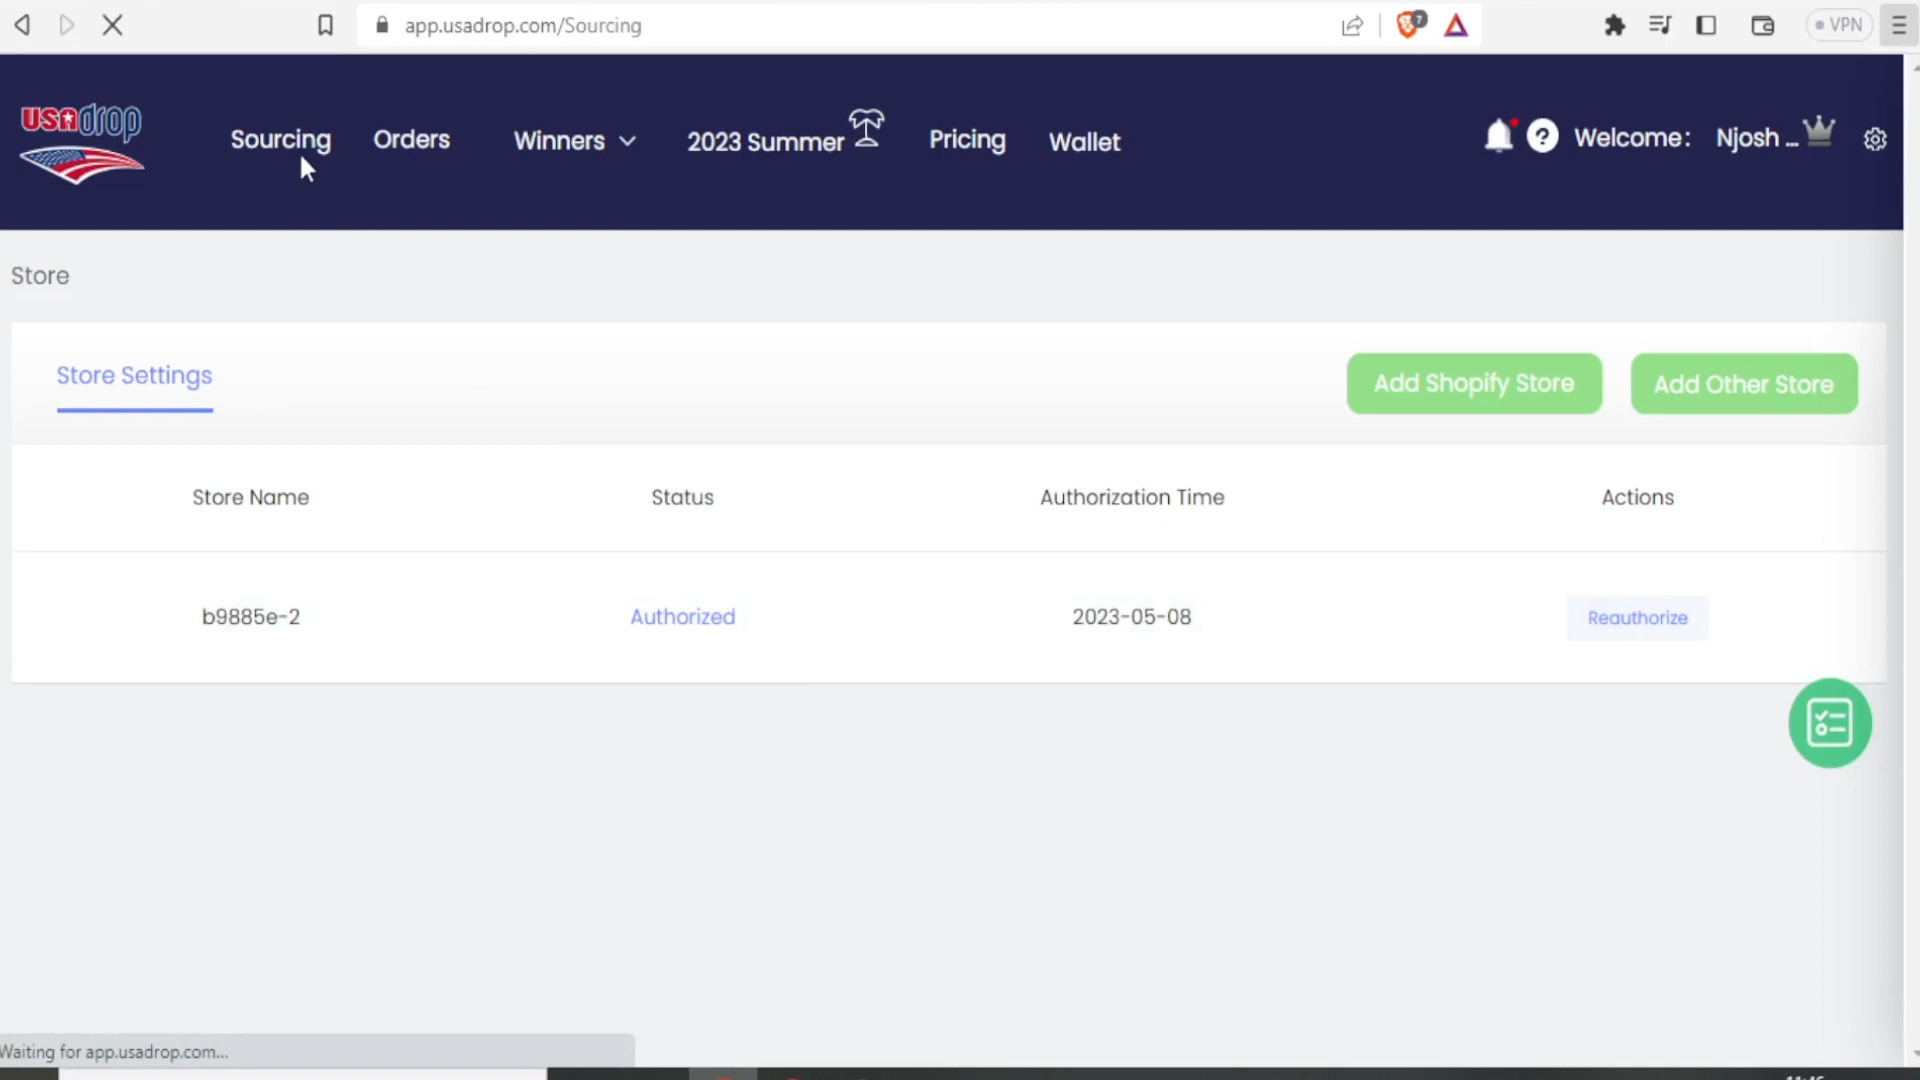 app.usadrop.com/Sourcing
7
VPN
USADrop
Sourcing
Orders
Winners
2023 Summer
Pricing
Wallet
?
Welcome:
Njosh ...
Store
Store Settings
Add Shopify Store
Add Other Store
Store Name
Status
Authorization Time
Actions
b9885e-2
Authorized
2023-05-08
Reauthorize
Waiting for app.usadrop.com...